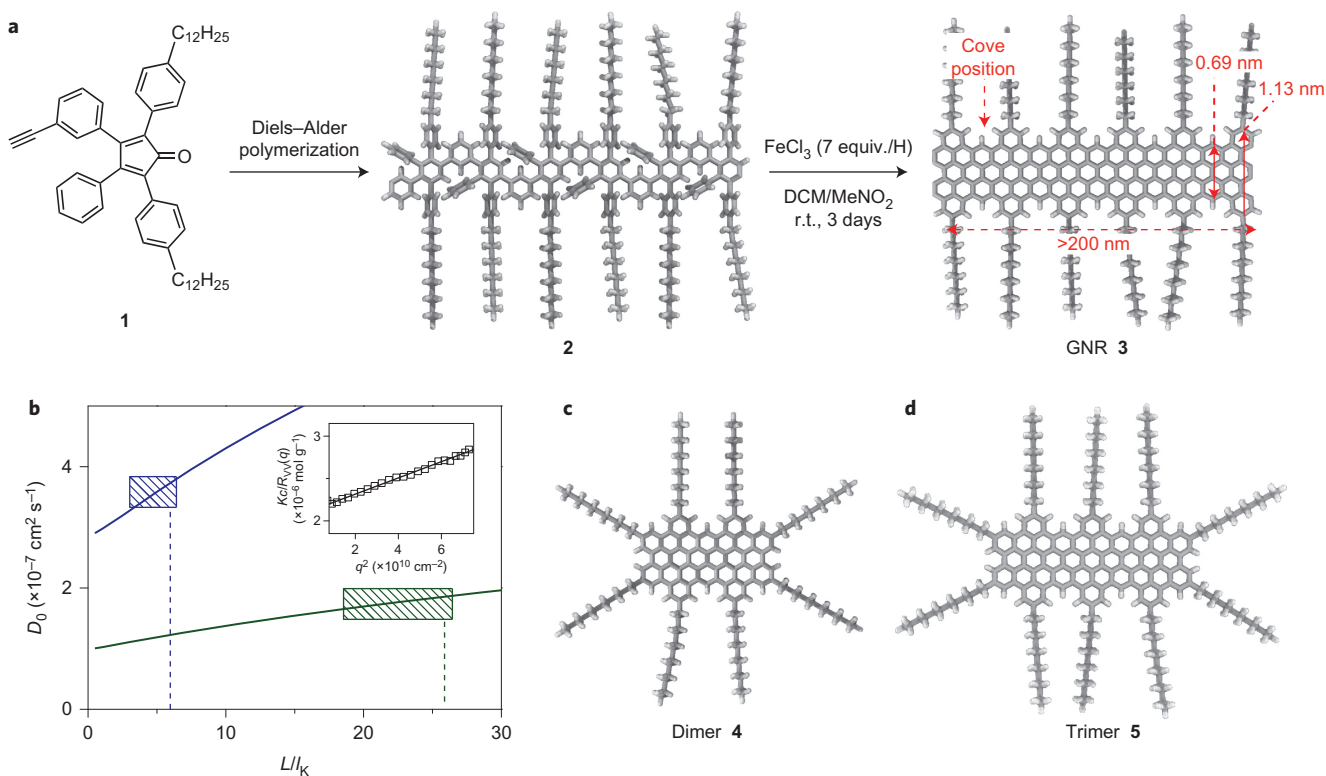 a
C12H25
O
C12H25
1
Diels–Alder
polymerization
2
FeCl3 (7 equiv./H)
DCM/MeNO2
r.t., 3 days
Cove
position
0.69 nm
1.13 nm
>200 nm
GNR 3
b
D0 (×10−7 cm2 s−1)
4
2
0
0
10
20
30
L/lK
Kc/RVV(q)
(×10−6 mol g−1)
3
2
2
4
6
q2 (×1010 cm−2)
c
Dimer 4
d
Trimer 5